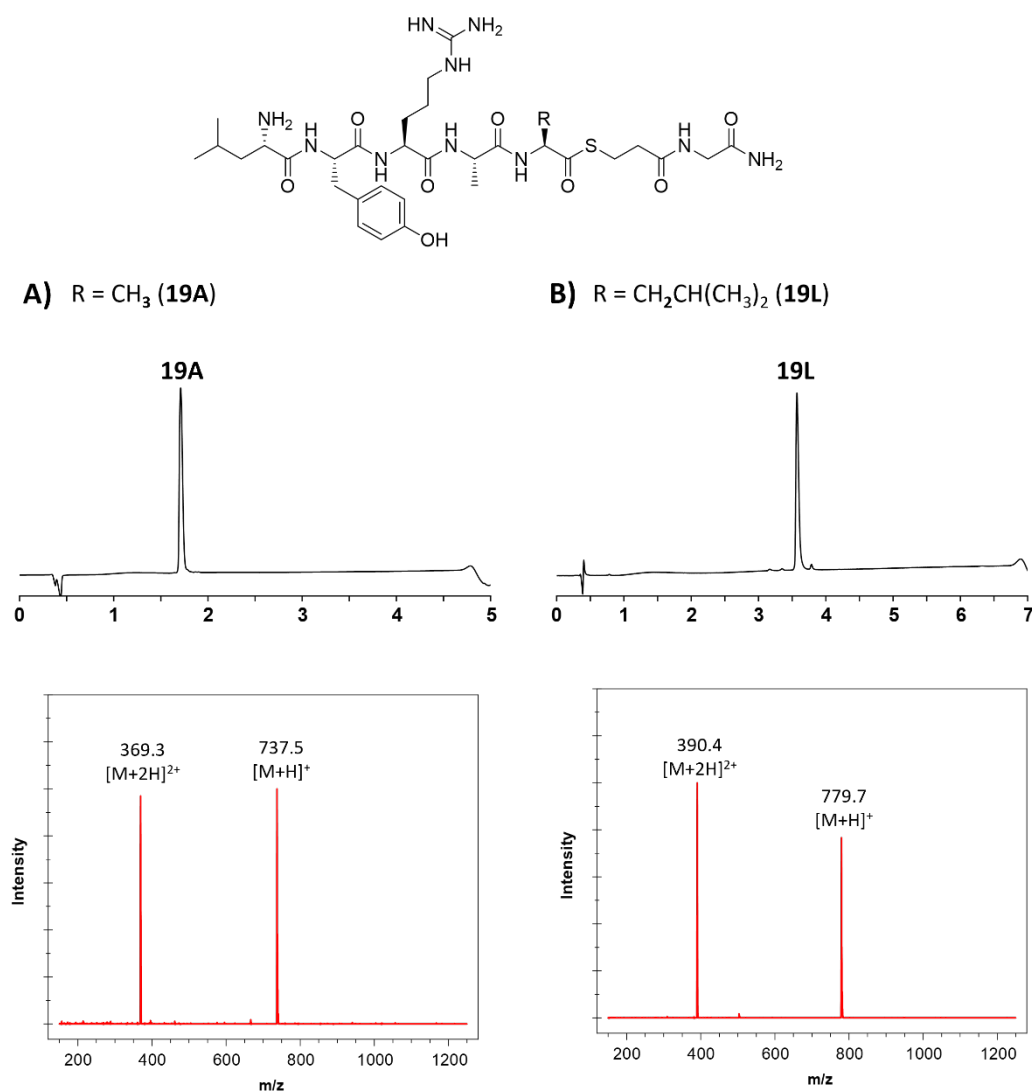 HN NH₂
NH
NH₂ H N O H N O R S O H N O NH₂
O N H O N H O O
OH
A) R = CH₃ (19A)
B) R = CH₂CH(CH₃)₂ (19L)
19A
19L
0 1 2 3 4 5
0 1 2 3 4 5 6 7
369.3
[M+2H]²⁺
737.5
[M+H]⁺
Intensity
200 400 600 800 1000 1200
m/z
390.4
[M+2H]²⁺
779.7
[M+H]⁺
Intensity
200 400 600 800 1000 1200
m/z